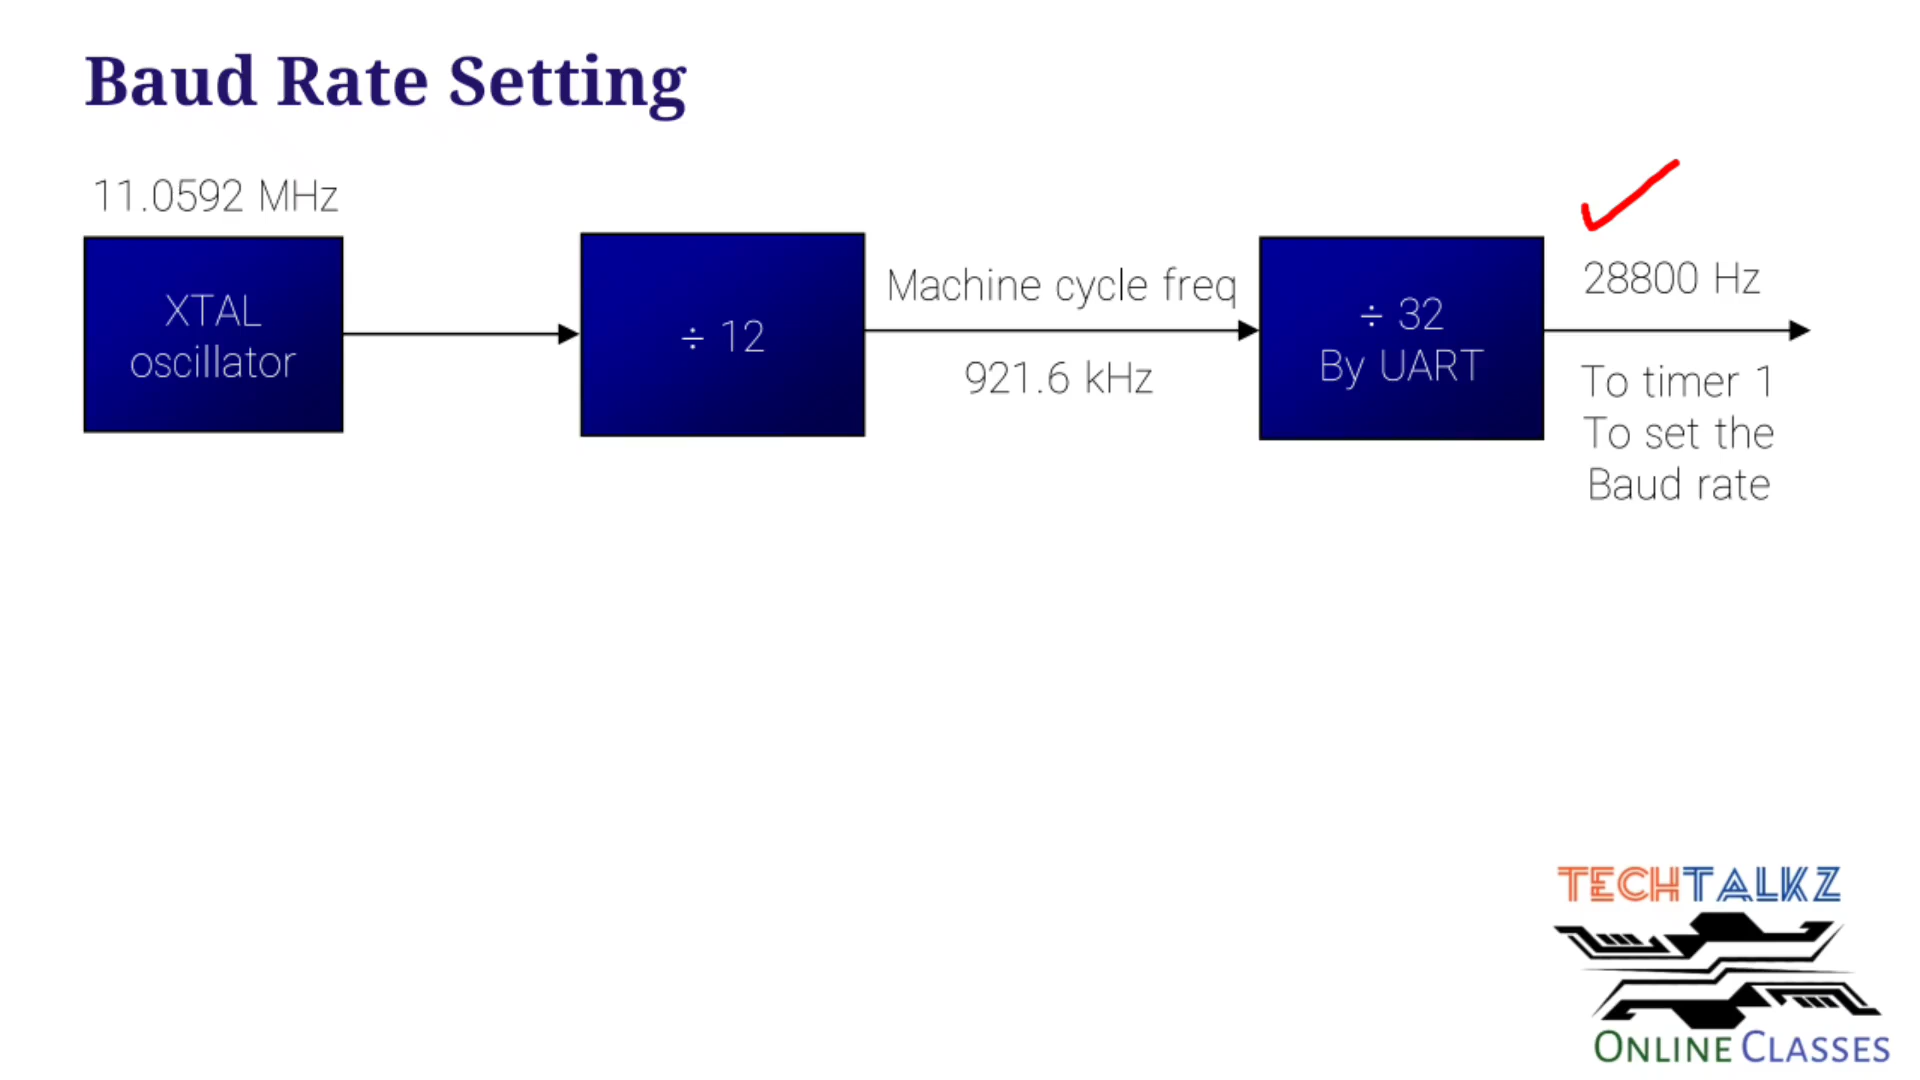 Baud Rate Setting
11.0592 MHz
XTAL
oscillator
÷ 12
Machine cycle freq
921.6 kHz
÷ 32
By UART
28800 Hz
To timer 1
To set the
Baud rate
TECHTALKZ
ONLINE CLASSES